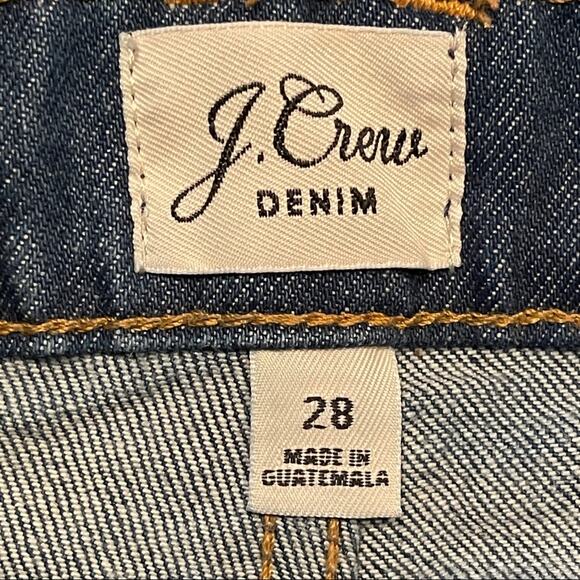 J.Crew
DENIM
28
MADE IN
GUATEMALA